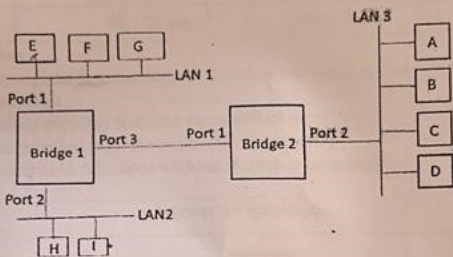 LAN 3
E
F
G
A
LAN 1
Port 1
B
Bridge 1
Port 3
Port 1
Bridge 2
Port 2
C
D
Port 2
LAN2
H
I